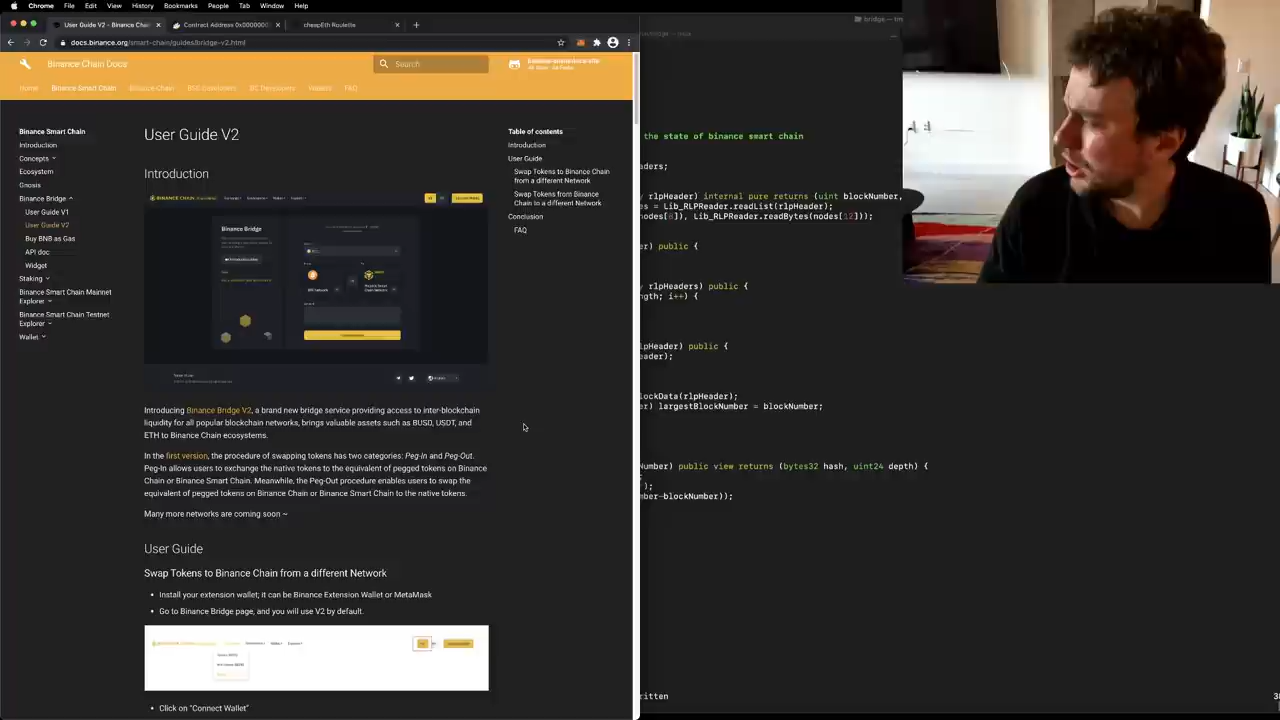 Chrome File Edit View History Bookmarks People Tab Window Help
User Guide V2 – Binance Chain
Contract Address 0x0000000
cheapEth Roulette
bridge —
docs.binance.org/smart-chain/guides/bridge-v2.html
Binance Chain Docs
Search
Home Binance Smart Chain Binance Chain BSC Validators BC Developers Wallets FAQ
Binance Smart Chain
Introduction
Concepts
Ecosystem
Gnosis
Binance Bridge
User Guide V1
User Guide V2
Buy BNB as Gas
API doc
Widget
Staking
Binance Smart Chain Mainnet
Explorer
Binance Smart Chain Testnet
Explorer
Wallet
User Guide V2
Introduction
BINANCE CHAIN
Binance Bridge
Introducing Binance Bridge V2, a brand new bridge service providing access to inter-blockchain
liquidity for all popular blockchain networks, brings valuable assets such as BUSD, USDT, and
ETH to Binance Chain ecosystems.
In the first version, the procedure of swapping tokens has two categories: Peg-In and Peg-Out.
Peg-In allows users to exchange the native tokens to the equivalent of pegged tokens on Binance
Chain or Binance Smart Chain. Meanwhile, the Peg-Out procedure enables users to swap the
equivalent of pegged tokens on Binance Chain or Binance Smart Chain to the native tokens.
Many more networks are coming soon ~
User Guide
Swap Tokens to Binance Chain from a different Network
• Install your extension wallet; it can be Binance Extension Wallet or MetaMask
• Go to Binance Bridge page, and you will use V2 by default.
• Click on "Connect Wallet"
Table of contents
Introduction
User Guide
Swap Tokens to Binance Chain
from a different Network
Swap Tokens from Binance
Chain to a different Network
Conclusion
FAQ
the state of binance smart chain
aders;
y rlpHeader) internal pure returns (uint blockNumber,
s = Lib_RLPReader.readList(rlpHeader);
nodes[8]), Lib_RLPReader.readBytes(nodes[12]));
er) public {
y rlpHeaders) public {
ngth; i++) {
lpHeader) public {
eader);
lockData(rlpHeader);
er) largestBlockNumber = blockNumber;
Number) public view returns (bytes32 hash, uint24 depth) {
;
");
mber-blockNumber));
ritten